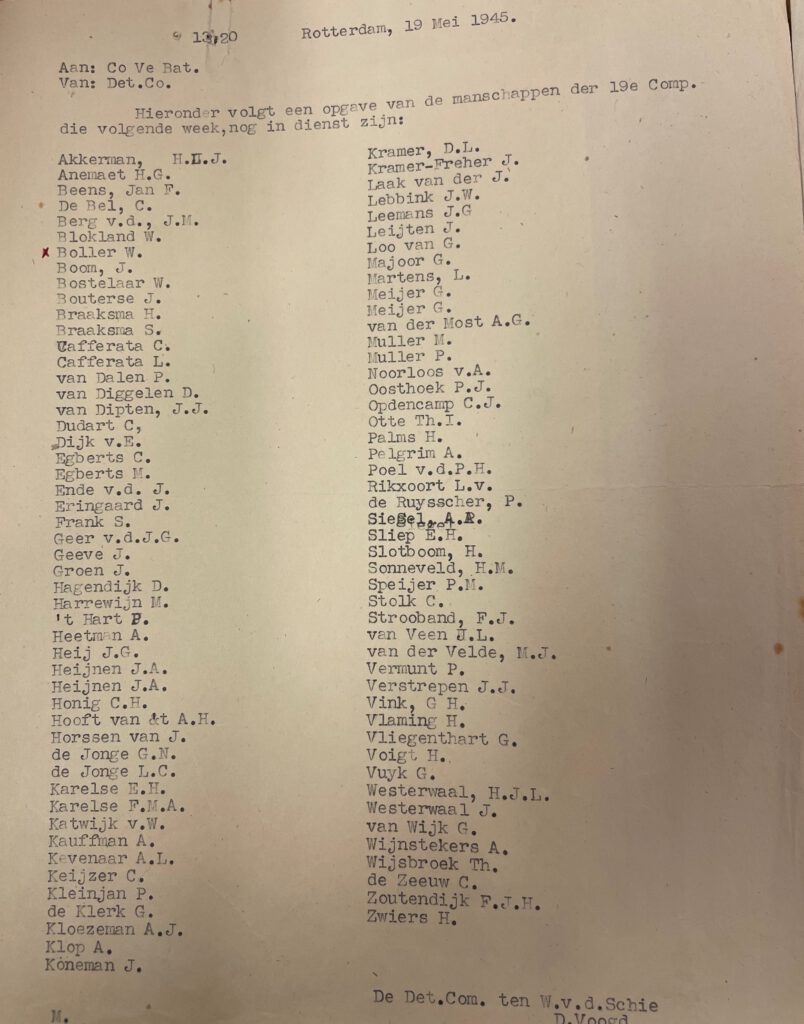 13,20
Rotterdam, 19 Mei 1945.
Aan: Co Ve Bat.
Van: Det.Co.
Hieronder volgt een opgave van de manschappen der 19e Comp.
die volgende week,nog in dienst zijn:
Akkerman, H.E.J.
Anemaet H.G.
Beens, Jan F.
De Bel, C.
Berg v.d., J.M.
Blokland W.
x Boller W.
Boom, J.
Bostelaar W.
Bouterse J.
Braaksma H.
Braaksma S.
Cafferata C.
Cafferata L.
van Dalen P.
van Diggelen D.
van Dipten, J.J.
Dudart C,
Dijk v.E.
Egberts C.
Egberts M.
Ende v.d. J.
Eringaard J.
Frank S.
Geer v.d.J.G.
Geeve J.
Groen J.
Hagendijk D.
Harrewijn M.
't Hart P.
Heetman A.
Heij J.G.
Heijnen J.A.
Heijnen J.A.
Honig C.H.
Hooft van 't A.H.
Horssen van J.
de Jonge G.N.
de Jonge L.C.
Karelse E.H.
Karelse F.M.A.
Katwijk v.W.
Kauffman A.
Kevenaar A.L.
Keijzer C.
Kleinjan P.
de Klerk G.
Kloezeman A.J.
Klop A.
Köneman J.
Kramer, D.L.
Kramer-Freher J.
Laak van der J.
Lebbink J.W.
Leemans J.G
Leijten J.
Loo van G.
Majoor G.
Martens, L.
Meijer G.
Meijer G.
van der Most A.G.
Muller M.
Muller P.
Noorloos v.A.
Oosthoek P.J.
Opdencamp C.J.
Otte Th.I.
Palms H.
Pelgrim A.
Poel v.d.P.H.
Rikxoort L.v.
de Ruysscher, P.
Siegel, A.R.
Sliep E.H.
Slotboom, H.
Sonneveld, H.M.
Speijer P.M.
Stolk C.
Strooband, F.J.
van Veen J.L.
van der Velde, M.J.
Vermunt P.
Verstrepen J.J.
Vink, G H.
Vlaming H.
Vliegenthart G.
Voigt H.
Vuyk G.
Westerwaal, H.J.L.
Westerwaal J.
van Wijk G.
Wijnstekers A.
Wijsbroek Th.
de Zeeuw C.
Zoutendijk F.J.H.
Zwiers H.
De Det.Com. ten W.v.d.Schie
D.Voogd
M.